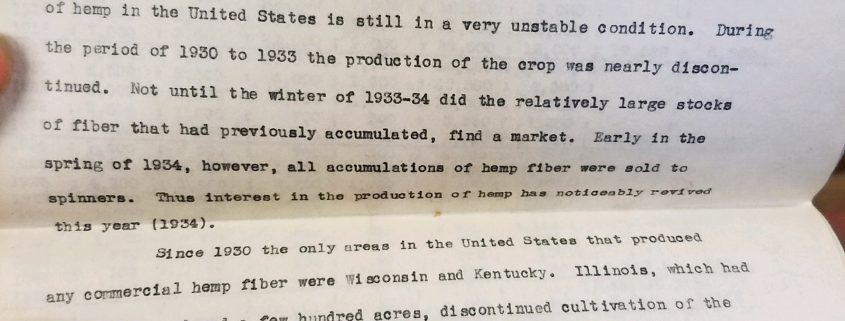 of hemp in the United States is still in a very unstable condition. During
the period of 1930 to 1933 the production of the crop was nearly discon-
tinued. Not until the winter of 1933-34 did the relatively large stocks
of fiber that had previously accumulated, find a market. Early in the
spring of 1934, however, all accumulations of hemp fiber were sold to
spinners. Thus interest in the production of hemp has noticeably revived
this year (1934).
Since 1930 the only areas in the United States that produced
any commercial hemp fiber were Wisconsin and Kentucky. Illinois, which had
few hundred acres, discontinued cultivation of the